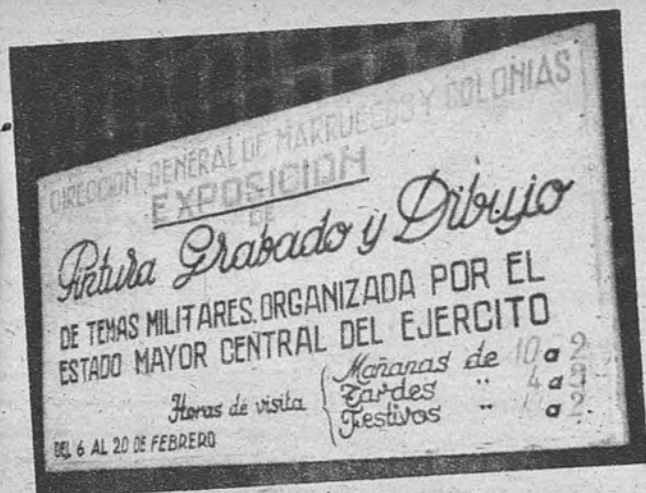 DIRECCION GENERAL DE MARRUECOS Y COLONIAS
EXPOSICION
DE
Pintura Grabado y Dibujo
DE TEMAS MILITARES, ORGANIZADA POR EL
ESTADO MAYOR CENTRAL DEL EJERCITO
Horas de visita
Mañanas de 10 a 2
Tardes " 4 a
Festivos " a 2
DEL 6 AL 20 DE FEBRERO